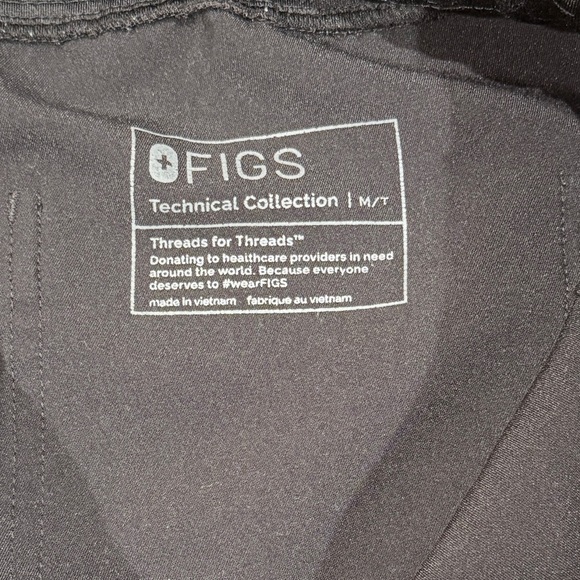 FIGS
Technical Collection | M/T
Threads for Threads™
Donating to healthcare providers in need
around the world. Because everyone
deserves to #wearFIGS
made in vietnam fabrique au vietnam